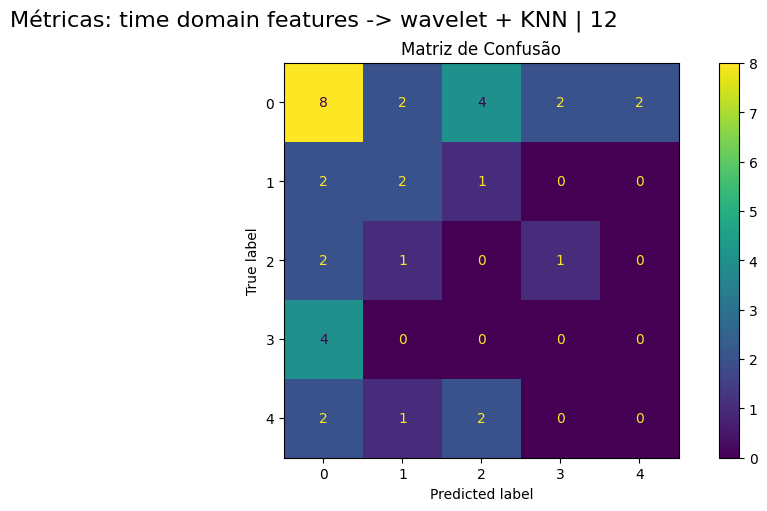 Métricas: time domain features -> wavelet + KNN | 12
Matriz de Confusão
True label
0 8 2 4 2 2
1 2 2 1 0 0
2 2 1 0 1 0
3 4 0 0 0 0
4 2 1 2 0 0
0 1 2 3 4
Predicted label
8
7
6
5
4
3
2
1
0